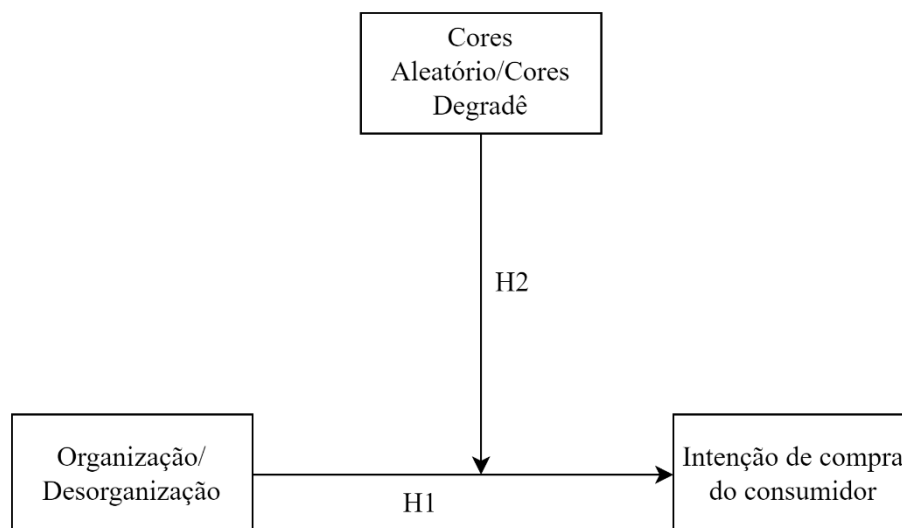 Cores
Aleatório/Cores
Degradê
H2
Organização/
Desorganização
H1
Intenção de compra
do consumidor